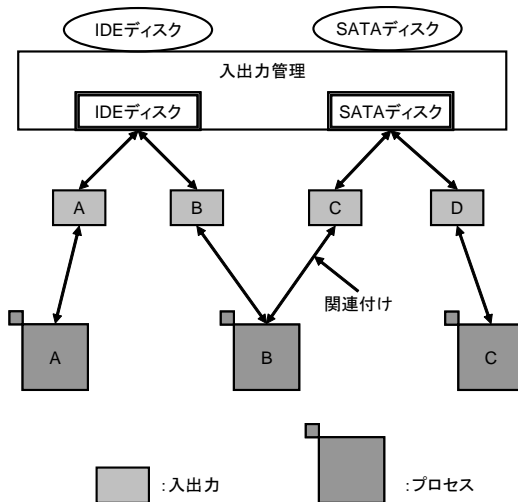 IDEディスク
SATAディスク
入出力管理
IDEディスク
SATAディスク
A
B
C
D
関連付け
A
B
C
:入出力
:プロセス